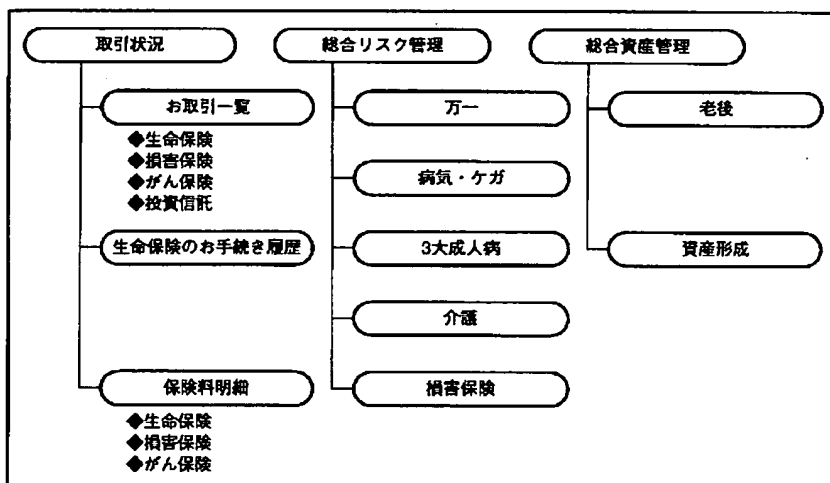 取引状況
お取引一覧
◆生命保険
◆損害保険
◆がん保険
◆投資信託
生命保険のお手続き履歴
保険料明細
◆生命保険
◆損害保険
◆がん保険
総合リスク管理
万一
病気・ケガ
3大成人病
介護
損害保険
総合資産管理
老後
資産形成